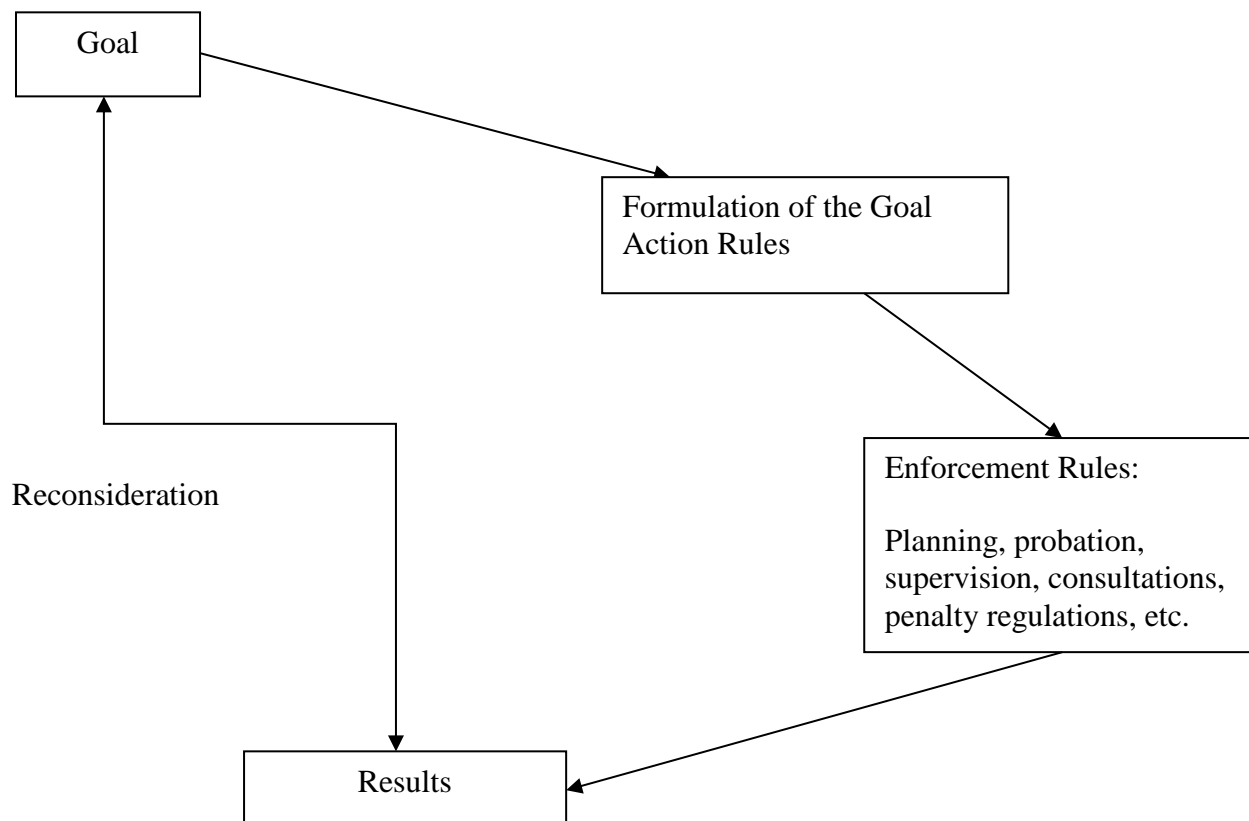 Goal
Formulation of the Goal
Action Rules
Enforcement Rules:
Planning, probation,
supervision, consultations,
penalty regulations, etc.
Reconsideration
Results